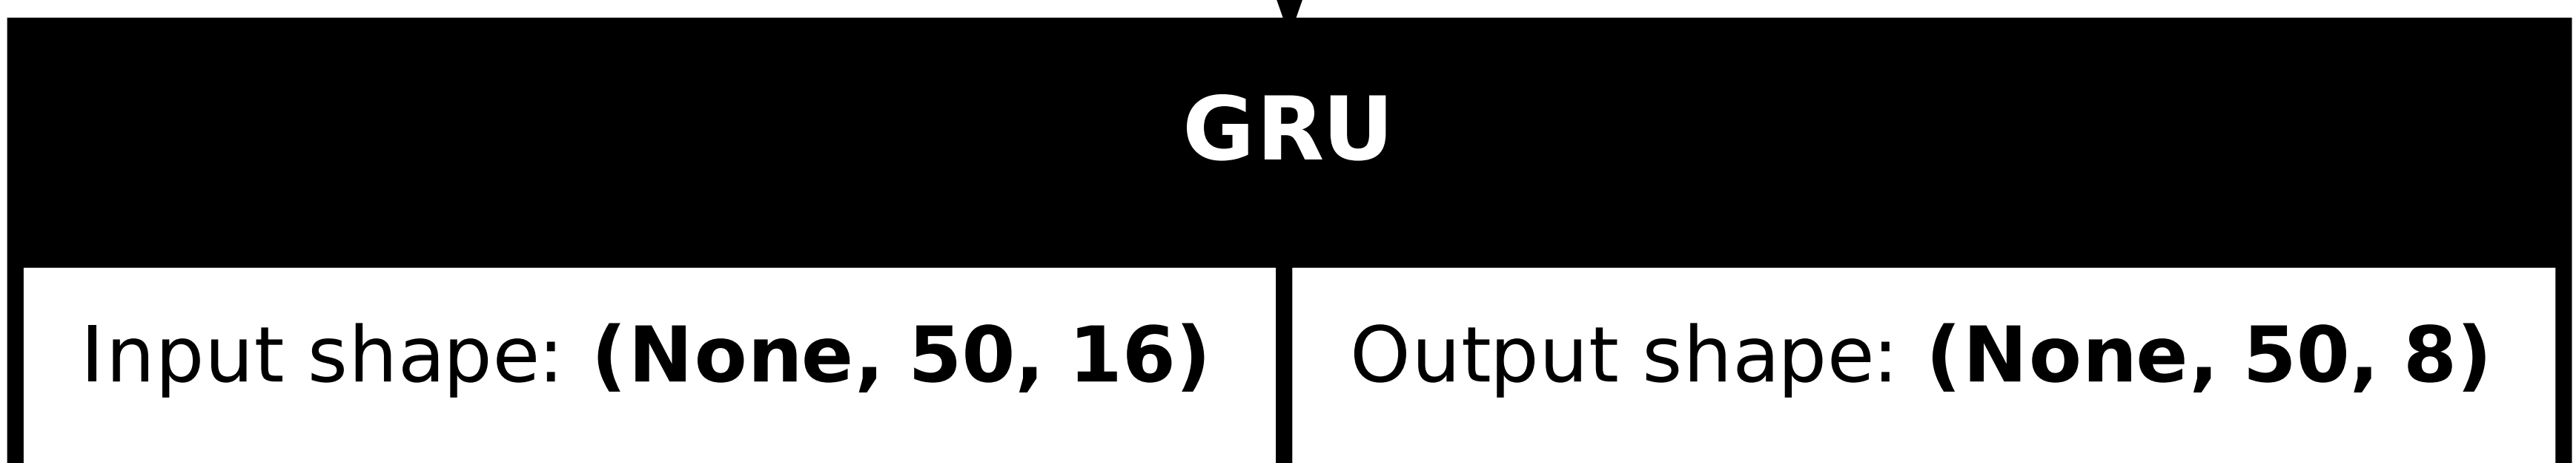 GRU
Input shape: (None, 50, 16)
Output shape: (None, 50, 8)